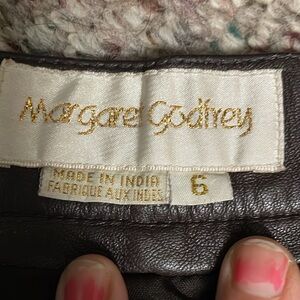 Margaret Godfrey
MADE IN INDIA
FABRIQUE AUX INDES
6